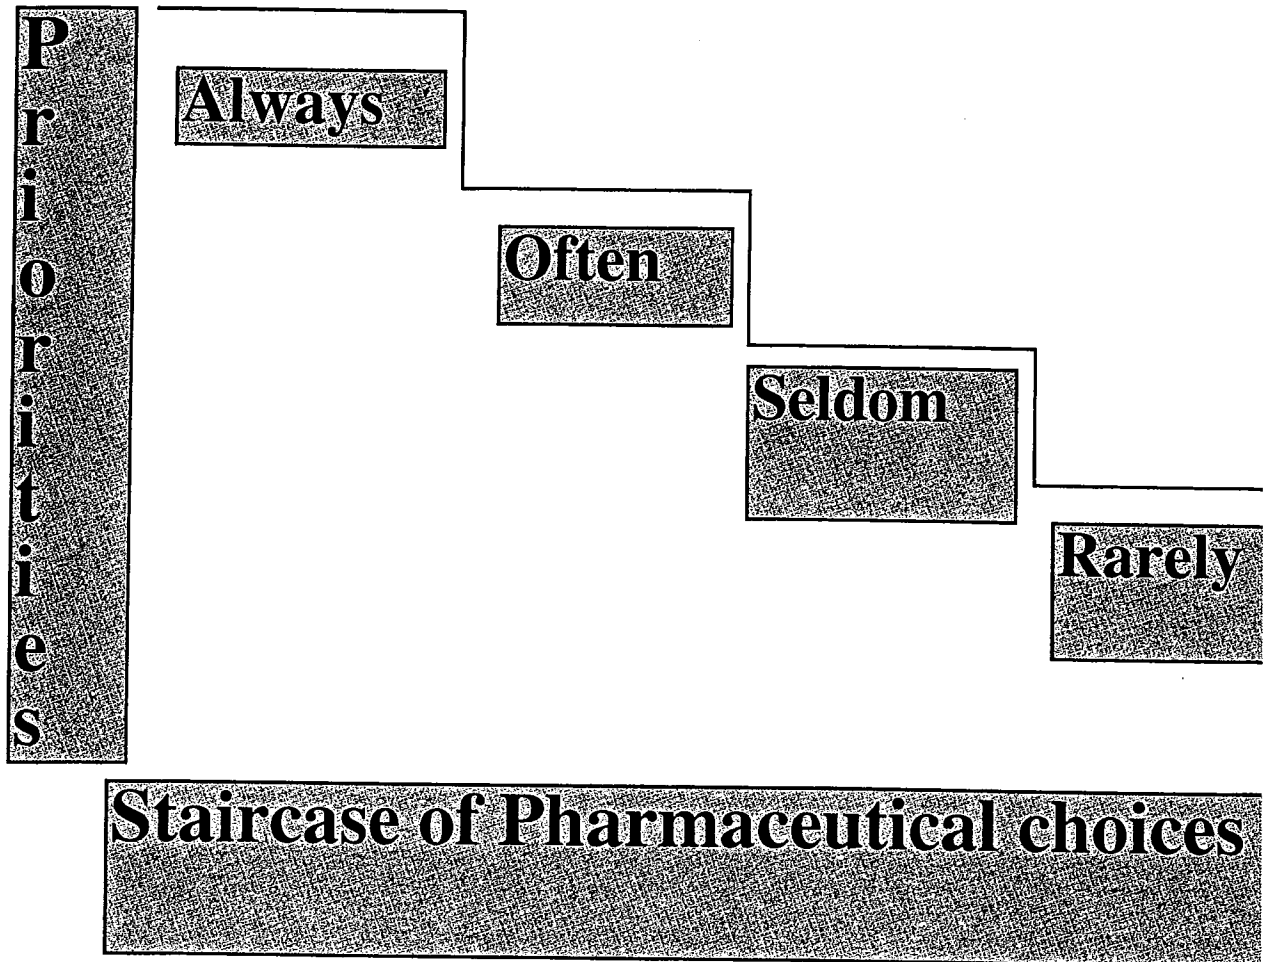 Priorities
Always
Often
Seldom
Rarely
Staircase of Pharmaceutical choices